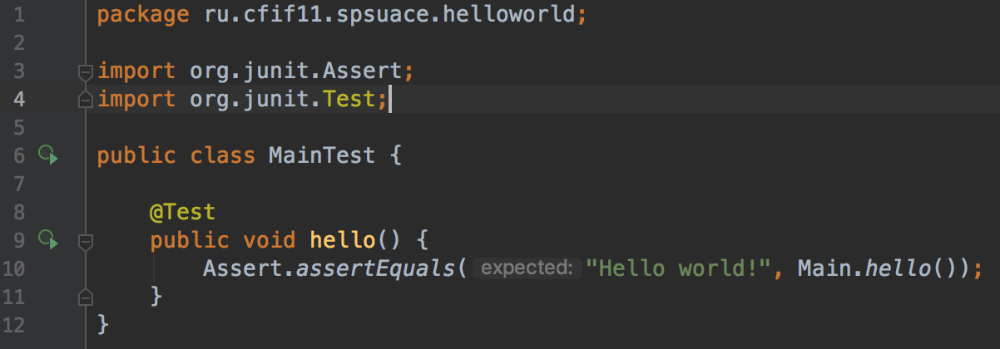 1 package ru.cfif11.spsuace.helloworld;
2
3 import org.junit.Assert;
4 import org.junit.Test;
5
6 public class MainTest {
7
8 @Test
9 public void hello() {
10 Assert.assertEquals( expected: "Hello world!", Main.hello());
11 }
12 }